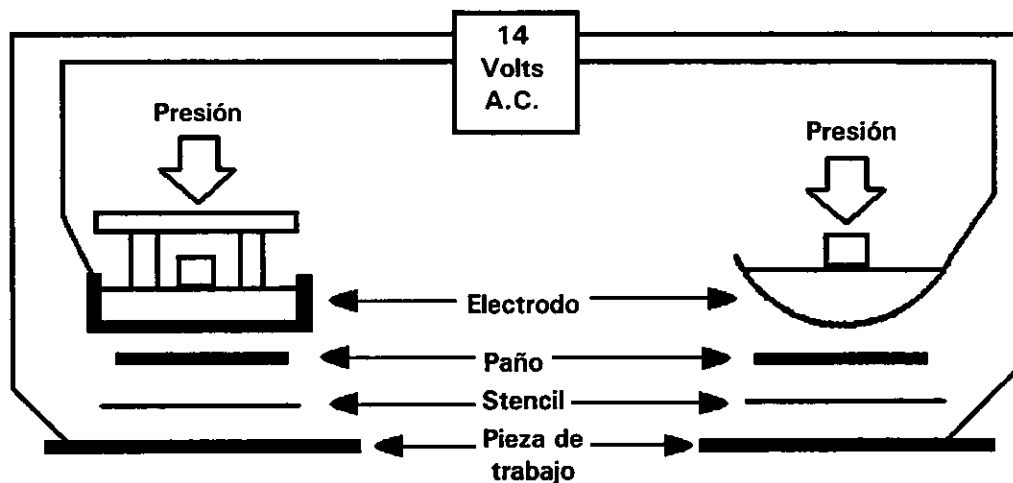 14
Volts
A.C.
Presión
Presión
Electrodo
Paño
Stencil
Pieza de
trabajo